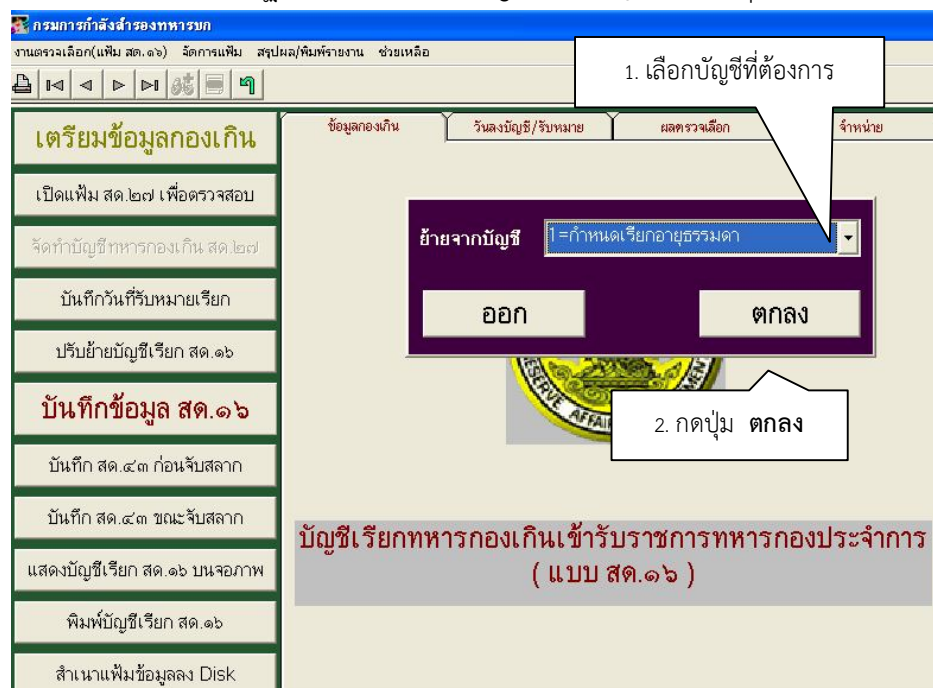 กรมการกำลังสำรองทหารบก
งานตรวจเลือก(แฟ้ม สด.๑๖) จัดการแฟ้ม สรุปผล/พิมพ์รายงาน ช่วยเหลือ
1. เลือกบัญชีที่ต้องการ
เตรียมข้อมูลกองเกิน
ข้อมูลกองเกิน วันลงบัญชี/รับหมาย ผลตรวจเลือก จำหน่าย
เปิดแฟ้ม สด.๒๗ เพื่อตรวจสอบ
จัดทำบัญชีทหารกองเกิน สด.๒๗
ย้ายจากบัญชี 1=กำหนดเรียกอายุธรรมดา
บันทึกวันที่รับหมายเรียก
ออก ตกลง
ปรับย้ายบัญชีเรียก สด.๑๖
บันทึกข้อมูล สด.๑๖
2. กดปุ่ม ตกลง
บันทึก สด.๔๓ ก่อนจับสลาก
บันทึก สด.๔๓ ขณะจับสลาก
บัญชีเรียกทหารกองเกินเข้ารับราชการทหารกองประจำการ
( แบบ สด.๑๖ )
แสดงบัญชีเรียก สด.๑๖ บนจอภาพ
พิมพ์บัญชีเรียก สด.๑๖
สำเนาแฟ้มข้อมูลลง Disk